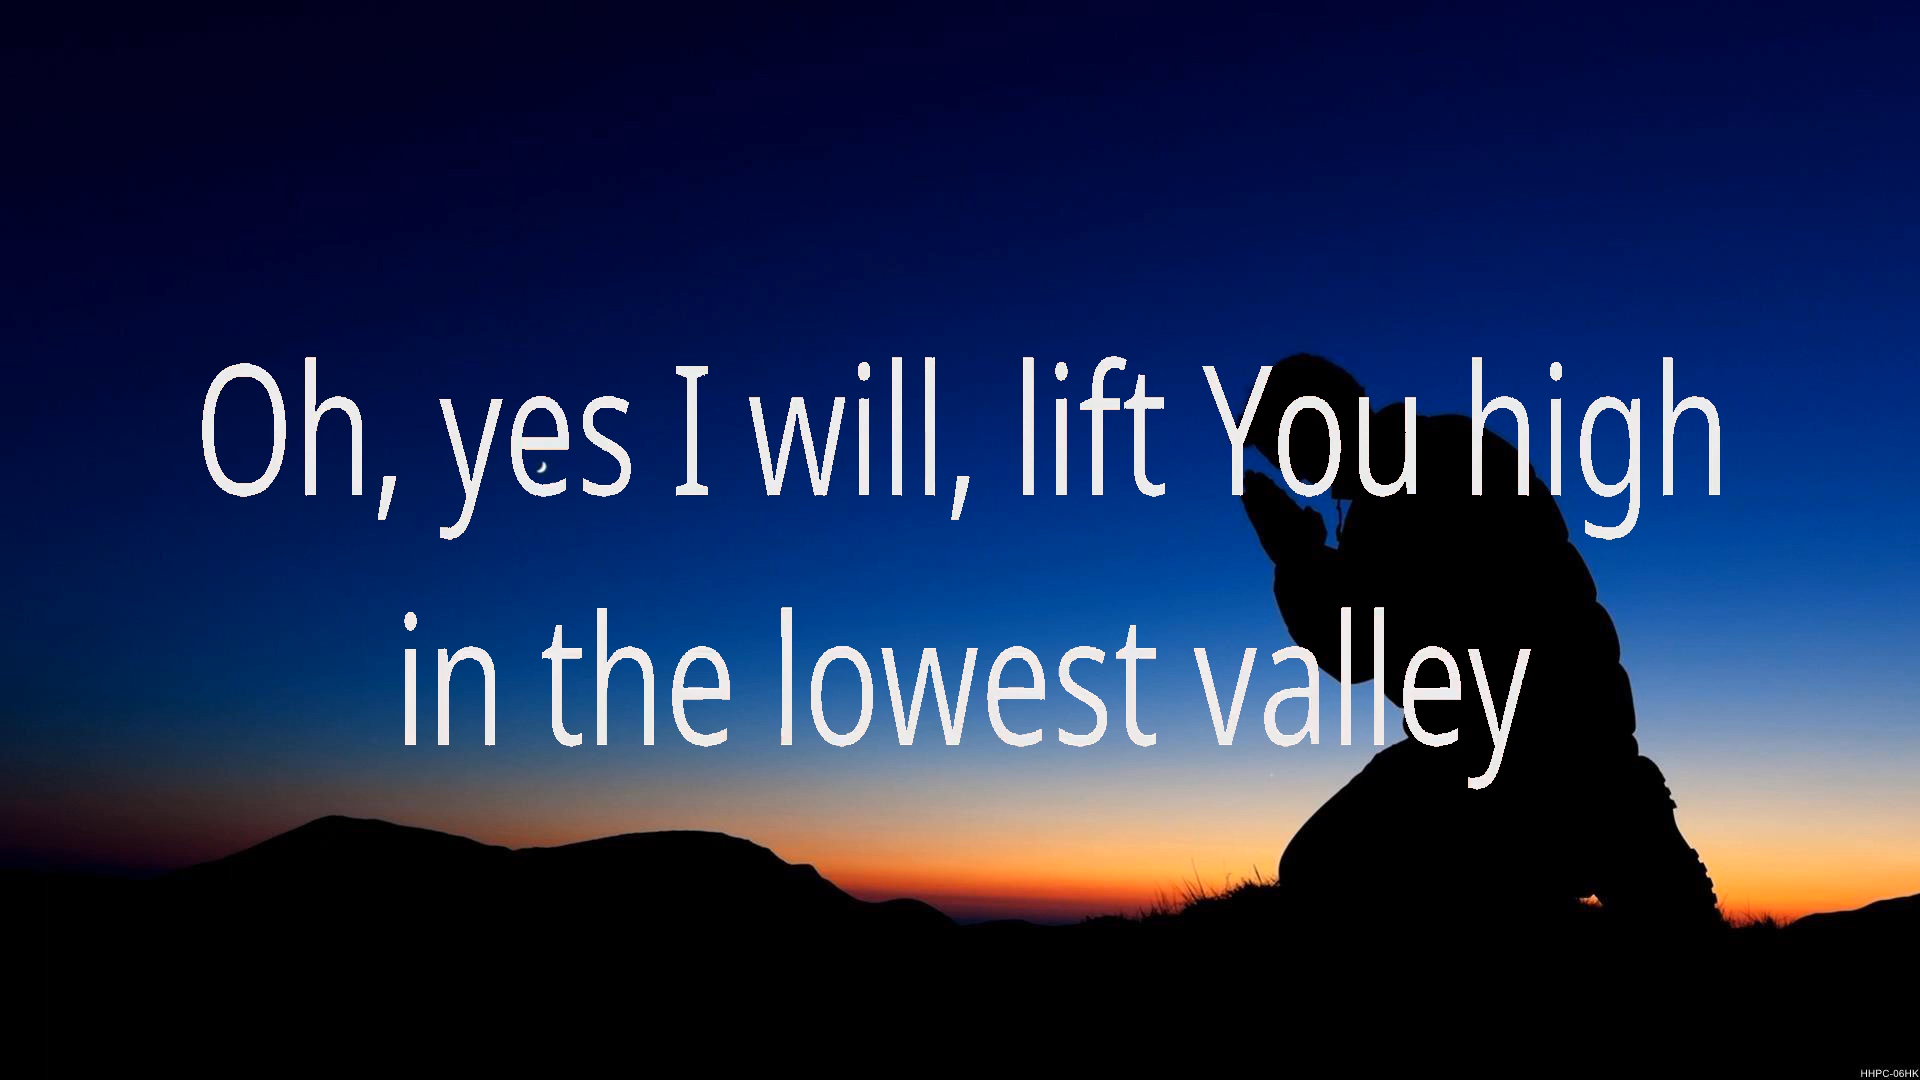 Oh, yes I will, lift You high
in the lowest valley
HHPC-06HK